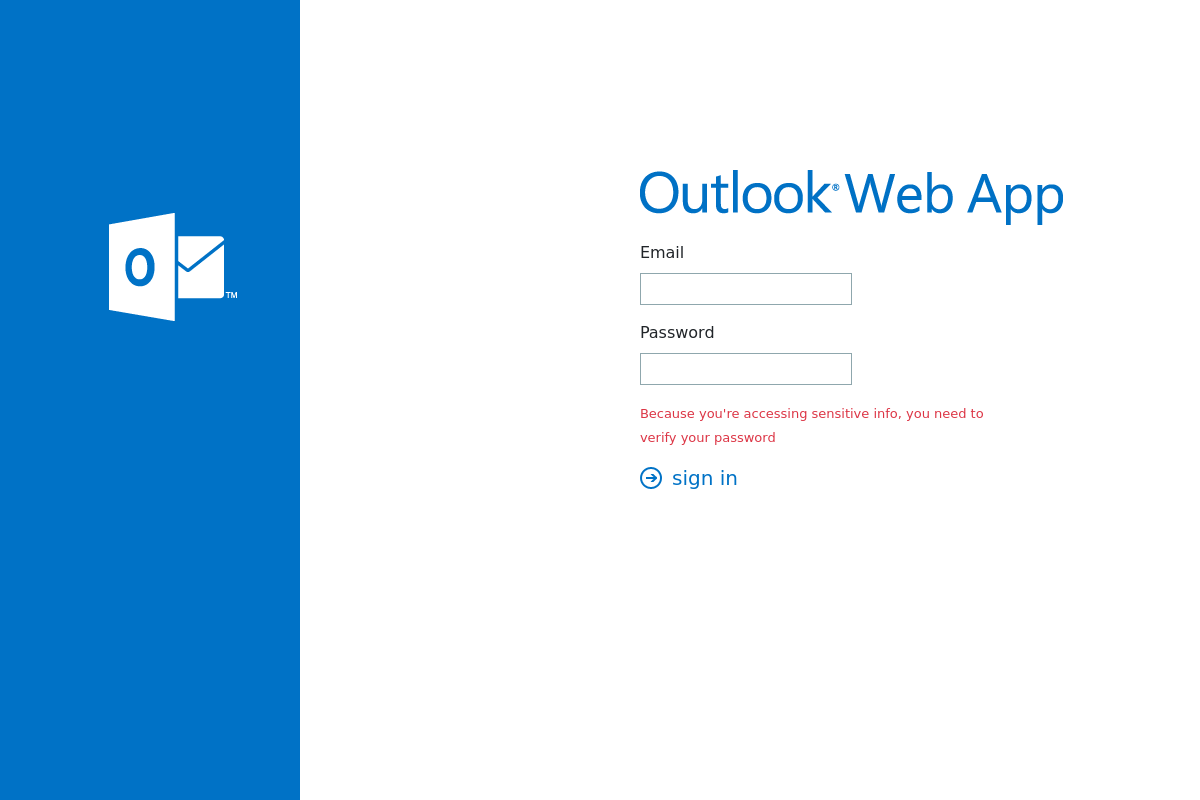 Outlook® Web App
Email
Password
Because you're accessing sensitive info, you need to
verify your password
sign in
O
TM